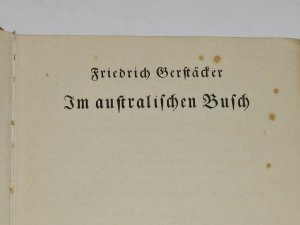 Friedrich Gerſtäcker
Im auſtraliſchen Buſch